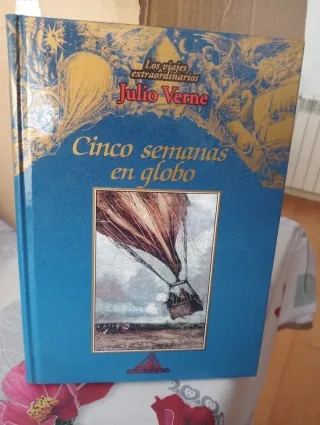 Los viajes
extraordinarios
Julio Verne
Cinco semanas
en globo